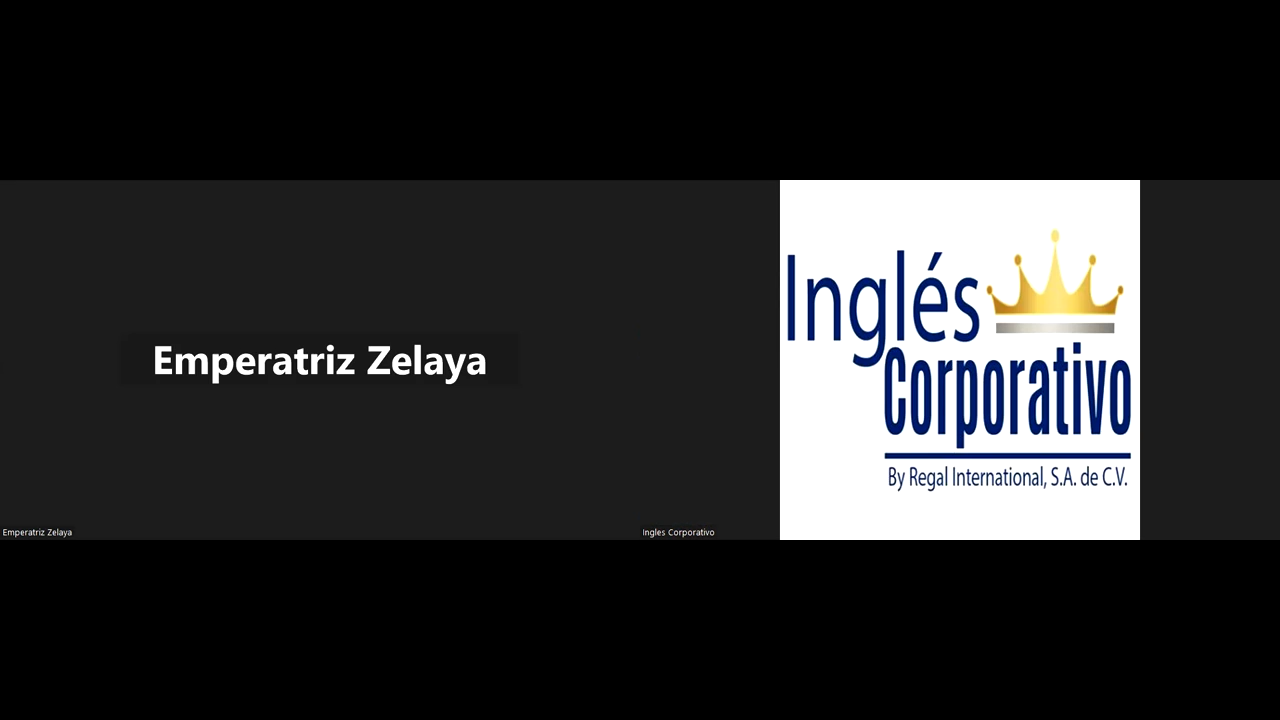 Emperatriz Zelaya
Inglés
Corporativo
By Regal International, S.A. de C.V.
Emperatriz Zelaya
Ingles Corporativo